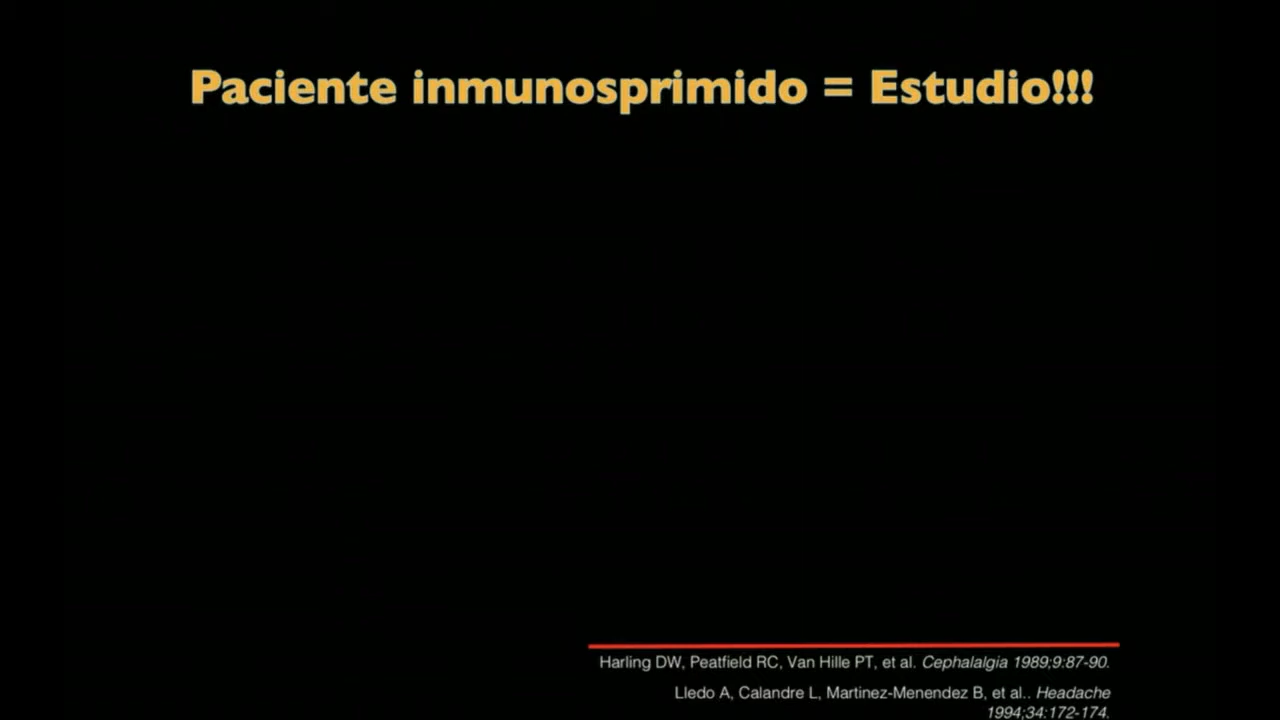 Paciente inmunosprimido = Estudio!!!
Harling DW, Peatfield RC, Van Hille PT, et al. Cephalalgia 1989;9:87-90.
Lledo A, Calandre L, Martinez-Menendez B, et al.. Headache
1994;34:172-174.